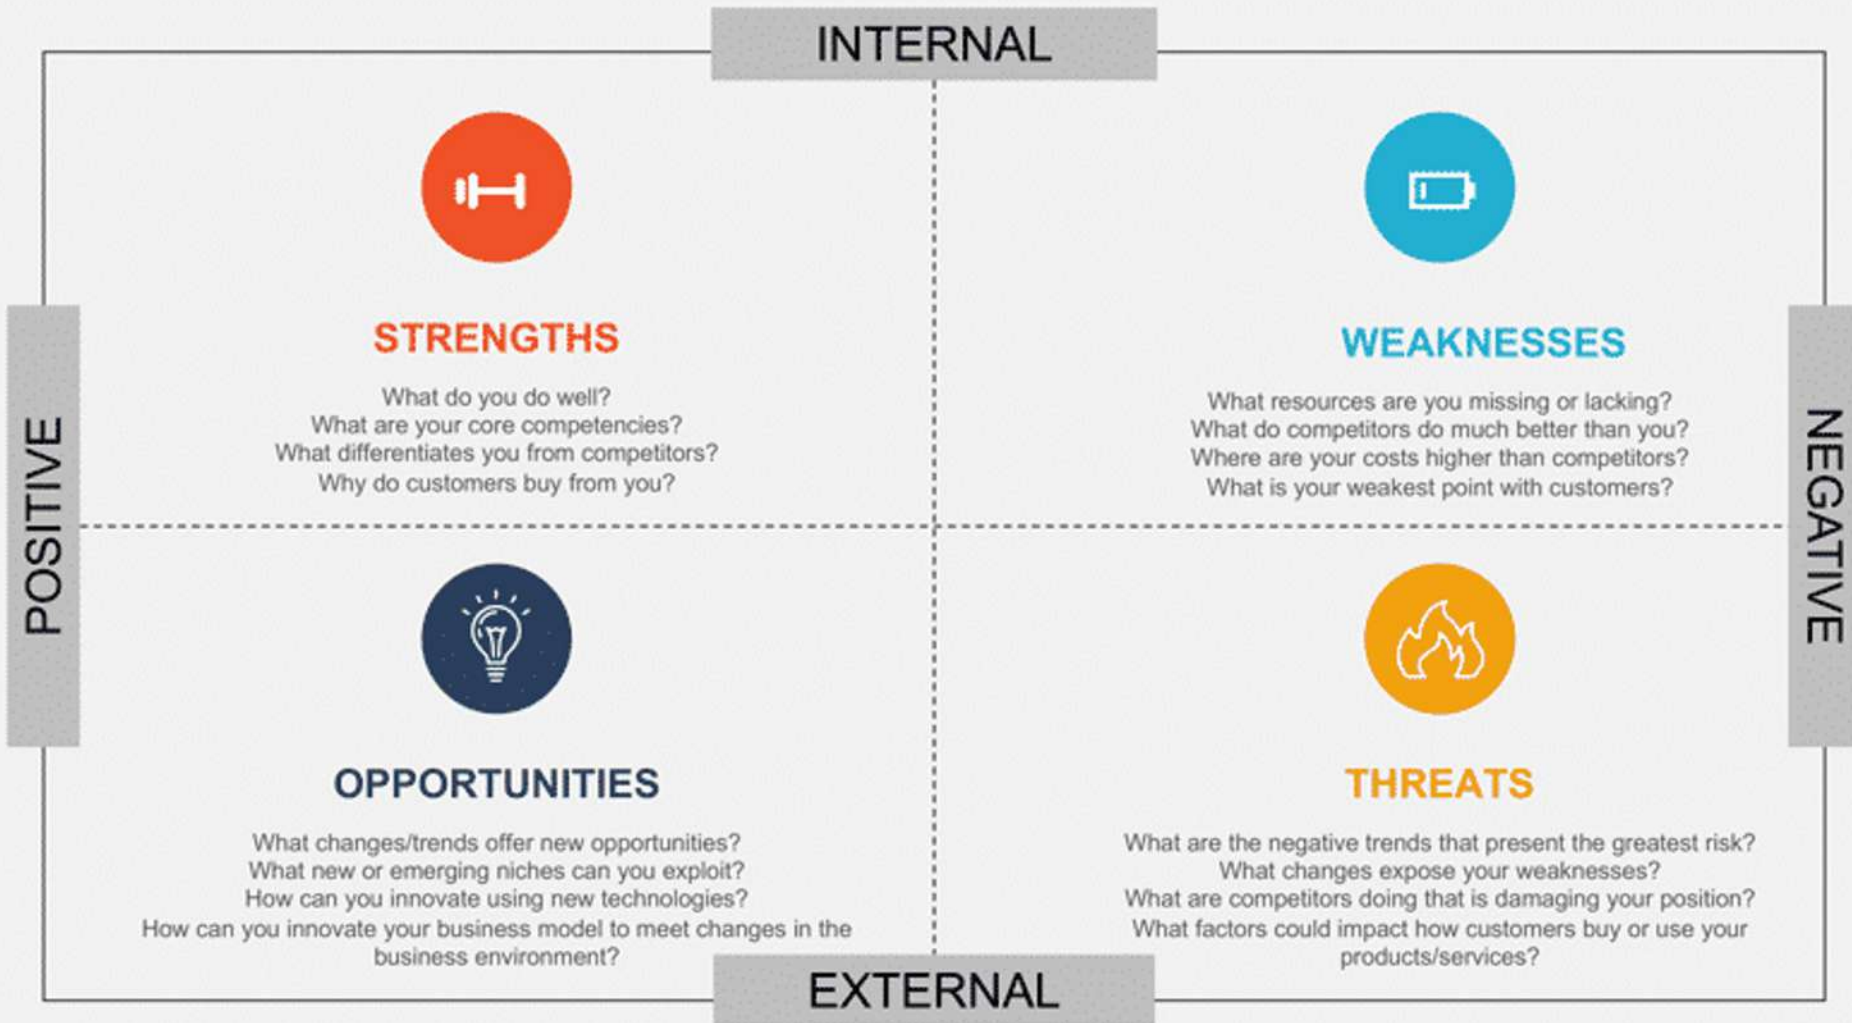 INTERNAL
STRENGTHS
What do you do well?
What are your core competencies?
What differentiates you from competitors?
Why do customers buy from you?
WEAKNESSES
What resources are you missing or lacking?
What do competitors do much better than you?
Where are your costs higher than competitors?
What is your weakest point with customers?
POSITIVE
NEGATIVE
OPPORTUNITIES
What changes/trends offer new opportunities?
What new or emerging niches can you exploit?
How can you innovate using new technologies?
How can you innovate your business model to meet changes in the
business environment?
THREATS
What are the negative trends that present the greatest risk?
What changes expose your weaknesses?
What are competitors doing that is damaging your position?
What factors could impact how customers buy or use your
products/services?
EXTERNAL